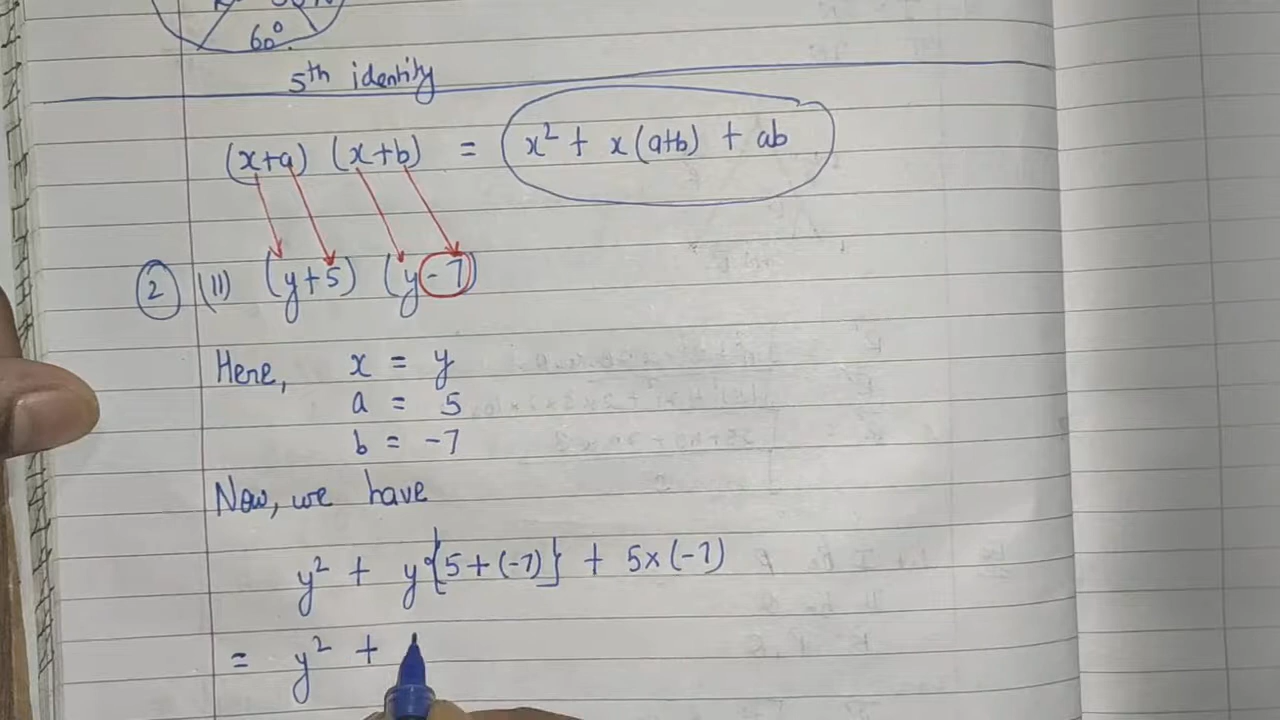 60°
5th identity
(x+a) (x+b) = x² + x(a+b) + ab
2 (11) (y+5) (y-7)
Here, x = y
a = 5
b = -7
Now, we have
y² + y{5+(-7)} + 5×(-7)
= y² +